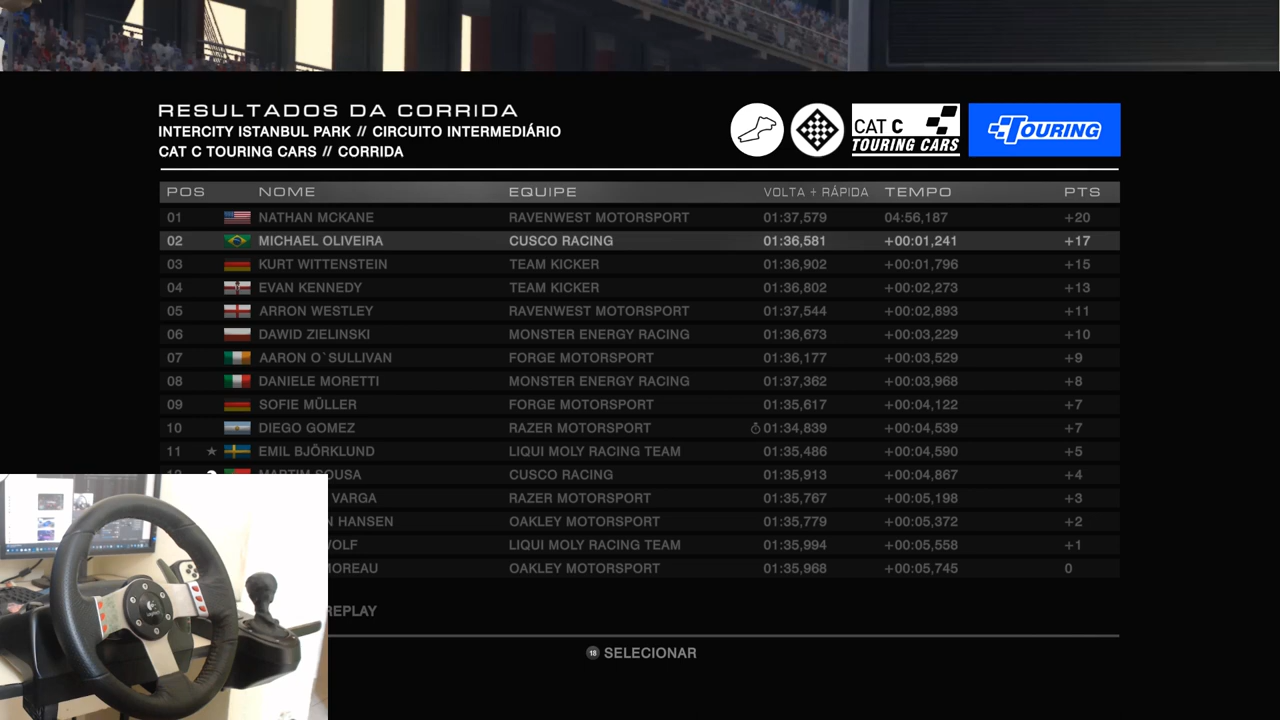 RESULTADOS DA CORRIDA
INTERCITY ISTANBUL PARK // CIRCUITO INTERMEDIÁRIO
CAT C TOURING CARS // CORRIDA
CAT C
TOURING CARS
TOURING
POS NOME EQUIPE VOLTA + RÁPIDA TEMPO PTS
01 NATHAN MCKANE RAVENWEST MOTORSPORT 01:37,579 04:56,187 +20
02 MICHAEL OLIVEIRA CUSCO RACING 01:36,581 +00:01,241 +17
03 KURT WITTENSTEIN TEAM KICKER 01:36,902 +00:01,796 +15
04 EVAN KENNEDY TEAM KICKER 01:36,802 +00:02,273 +13
05 ARRON WESTLEY RAVENWEST MOTORSPORT 01:37,544 +00:02,893 +11
06 DAWID ZIELINSKI MONSTER ENERGY RACING 01:36,673 +00:03,229 +10
07 AARON O`SULLIVAN FORGE MOTORSPORT 01:36,177 +00:03,529 +9
08 DANIELE MORETTI MONSTER ENERGY RACING 01:37,362 +00:03,968 +8
09 SOFIE MÜLLER FORGE MOTORSPORT 01:35,617 +00:04,122 +7
10 DIEGO GOMEZ RAZER MOTORSPORT 01:34,839 +00:04,539 +7
11 ★ EMIL BJÖRKLUND LIQUI MOLY RACING TEAM 01:35,486 +00:04,590 +5
12 MARTIM SOUSA CUSCO RACING 01:35,913 +00:04,867 +4
VARGA RAZER MOTORSPORT 01:35,767 +00:05,198 +3
HANSEN OAKLEY MOTORSPORT 01:35,779 +00:05,372 +2
WOLF LIQUI MOLY RACING TEAM 01:35,994 +00:05,558 +1
MOREAU OAKLEY MOTORSPORT 01:35,968 +00:05,745 0
REPLAY
18 SELECIONAR
Logitech